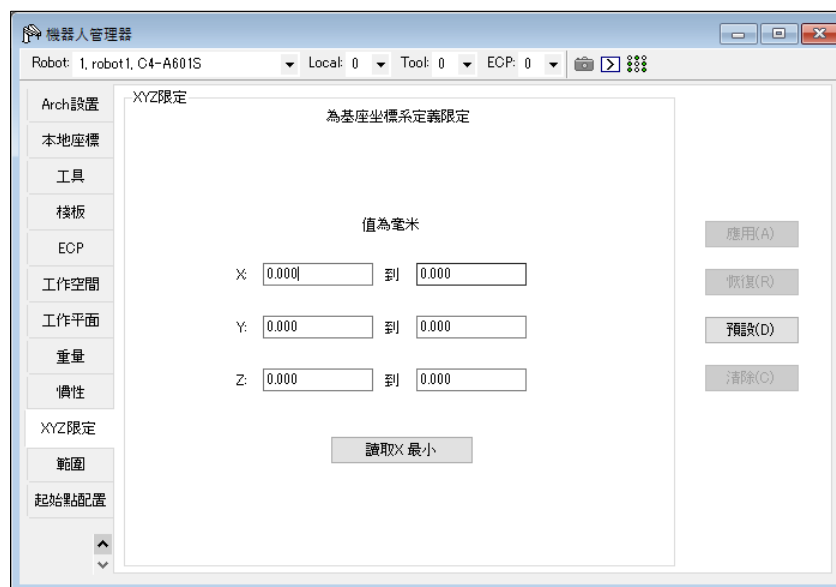 機器人管理器
Robot: 1, robot1, C4-A601S Local: 0 Tool: 0 ECP: 0
Arch設置
本地座標
工具
棧板
ECP
工作空間
工作平面
重量
慣性
XYZ限定
範圍
起始點配置
XYZ限定
為基座坐標系定義限定
值為毫米
X: 0.000 到 0.000
Y: 0.000 到 0.000
Z: 0.000 到 0.000
讀取X 最小
應用(A)
恢復(R)
預設(D)
清除(C)